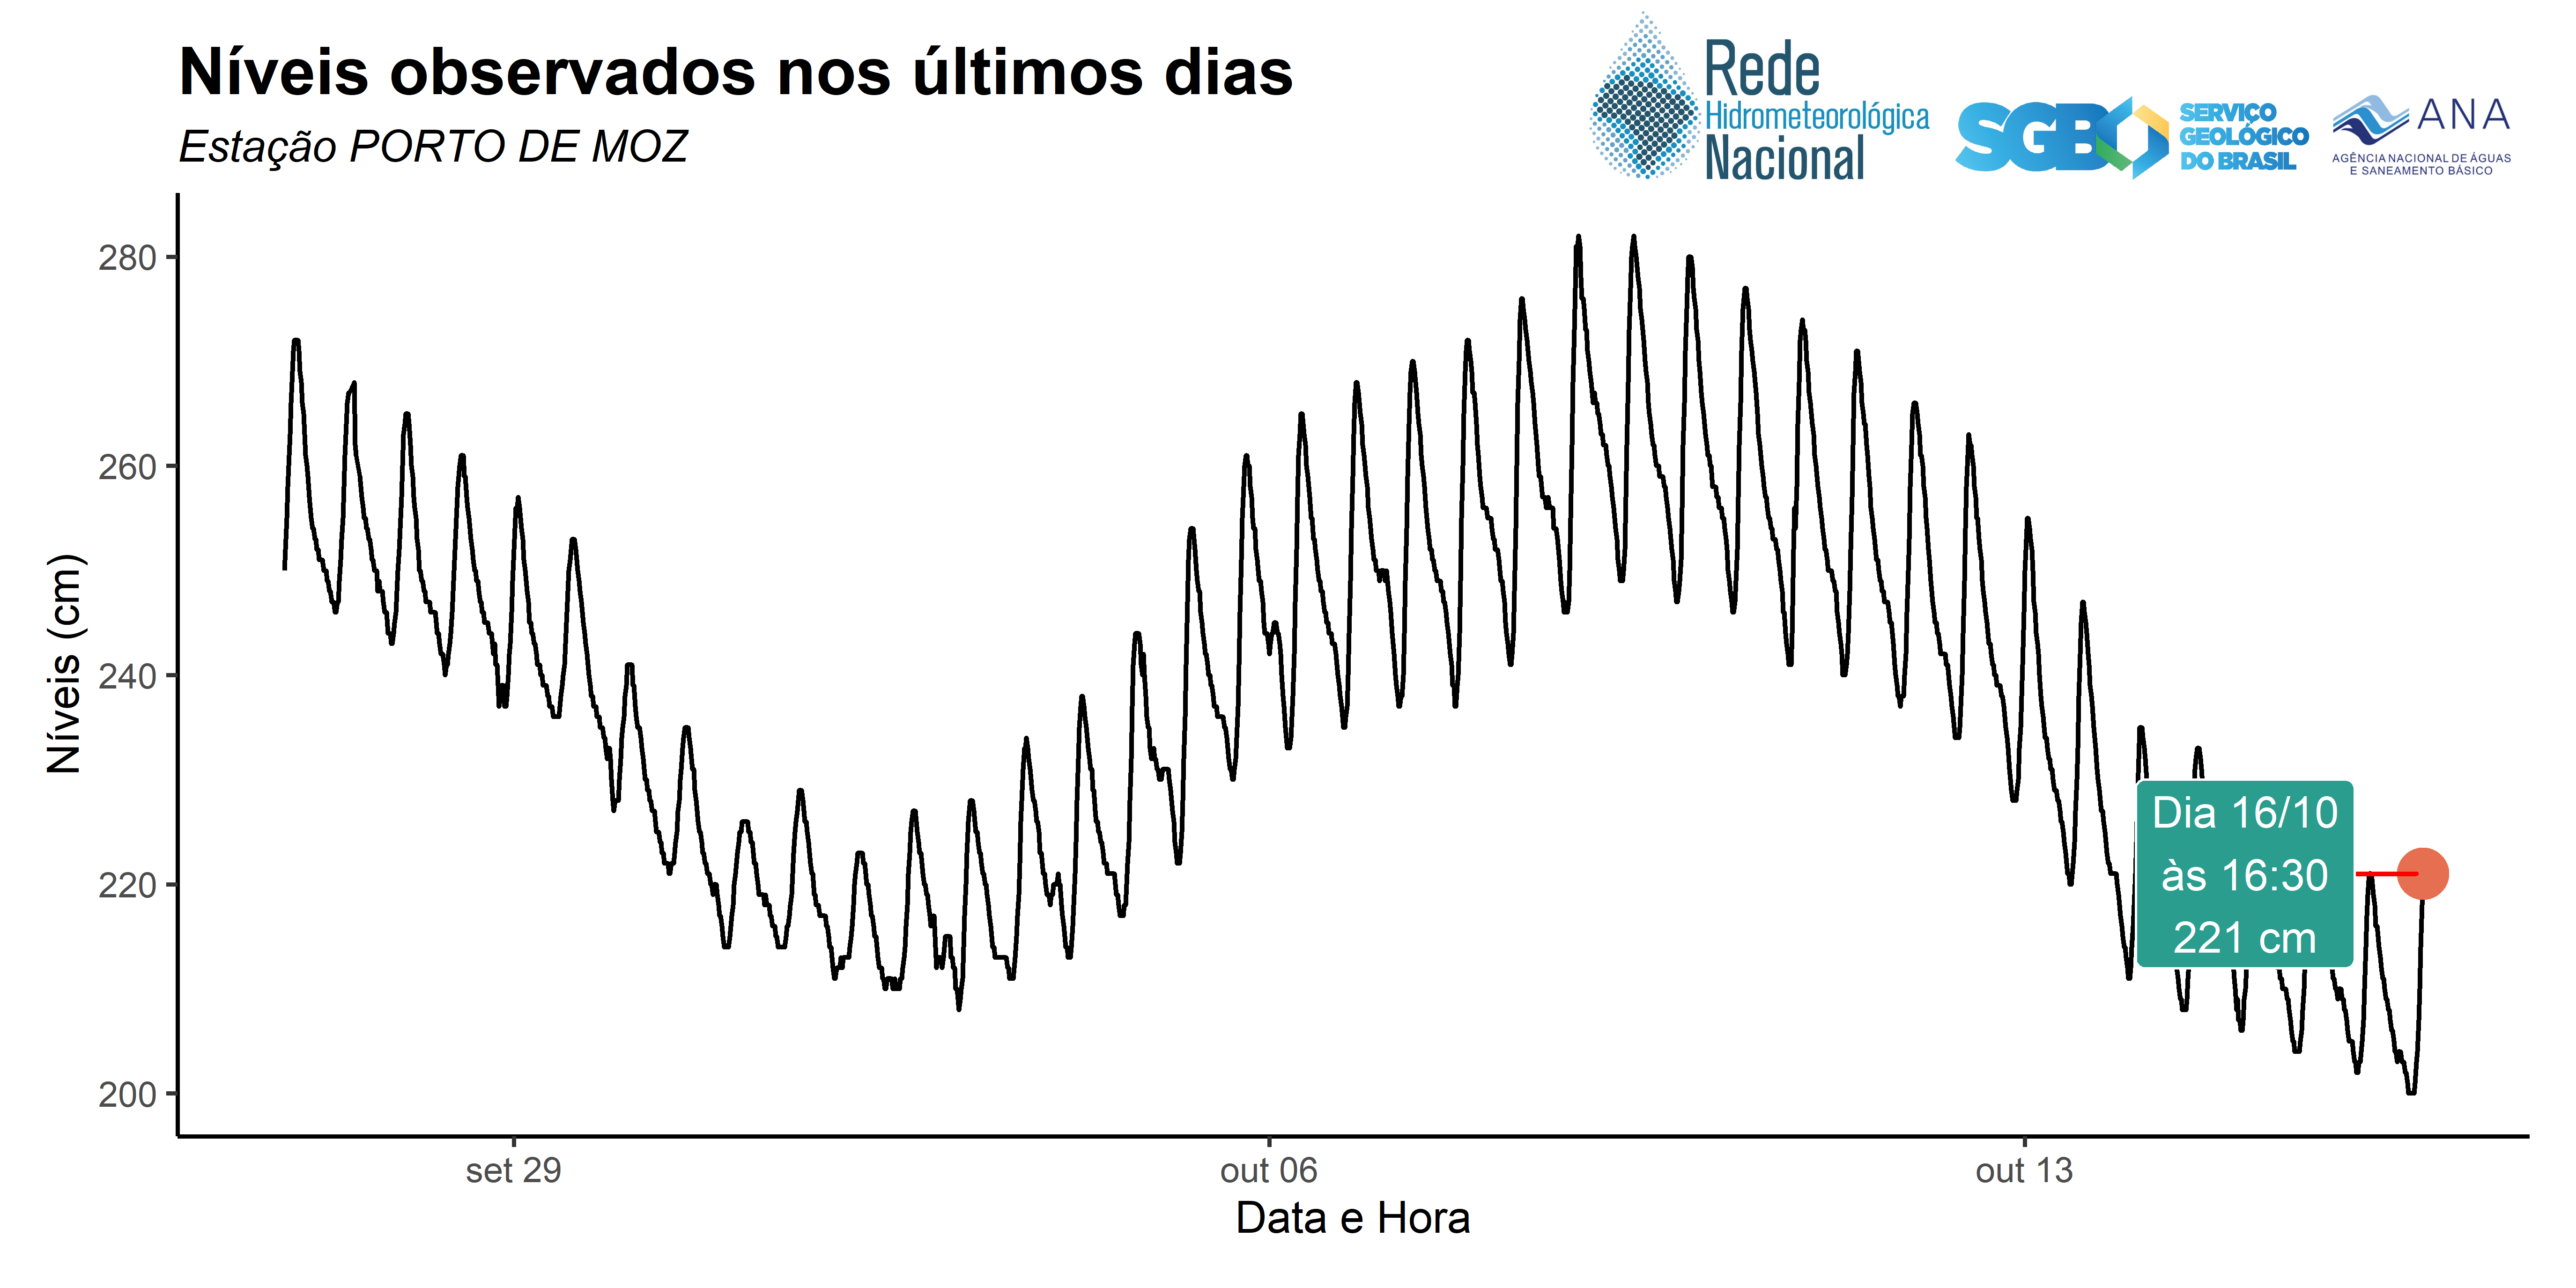 Níveis observados nos últimos dias
Estação PORTO DE MOZ
Rede
Hidrometeorológica
Nacional
SGB
SERVIÇO
GEOLÓGICO
DO BRASIL
ANA
AGÊNCIA NACIONAL DE ÁGUAS
E SANEAMENTO BÁSICO
Níveis (cm)
280
260
240
220
200
Dia 16/10
às 16:30
221 cm
set 29
out 06
out 13
Data e Hora